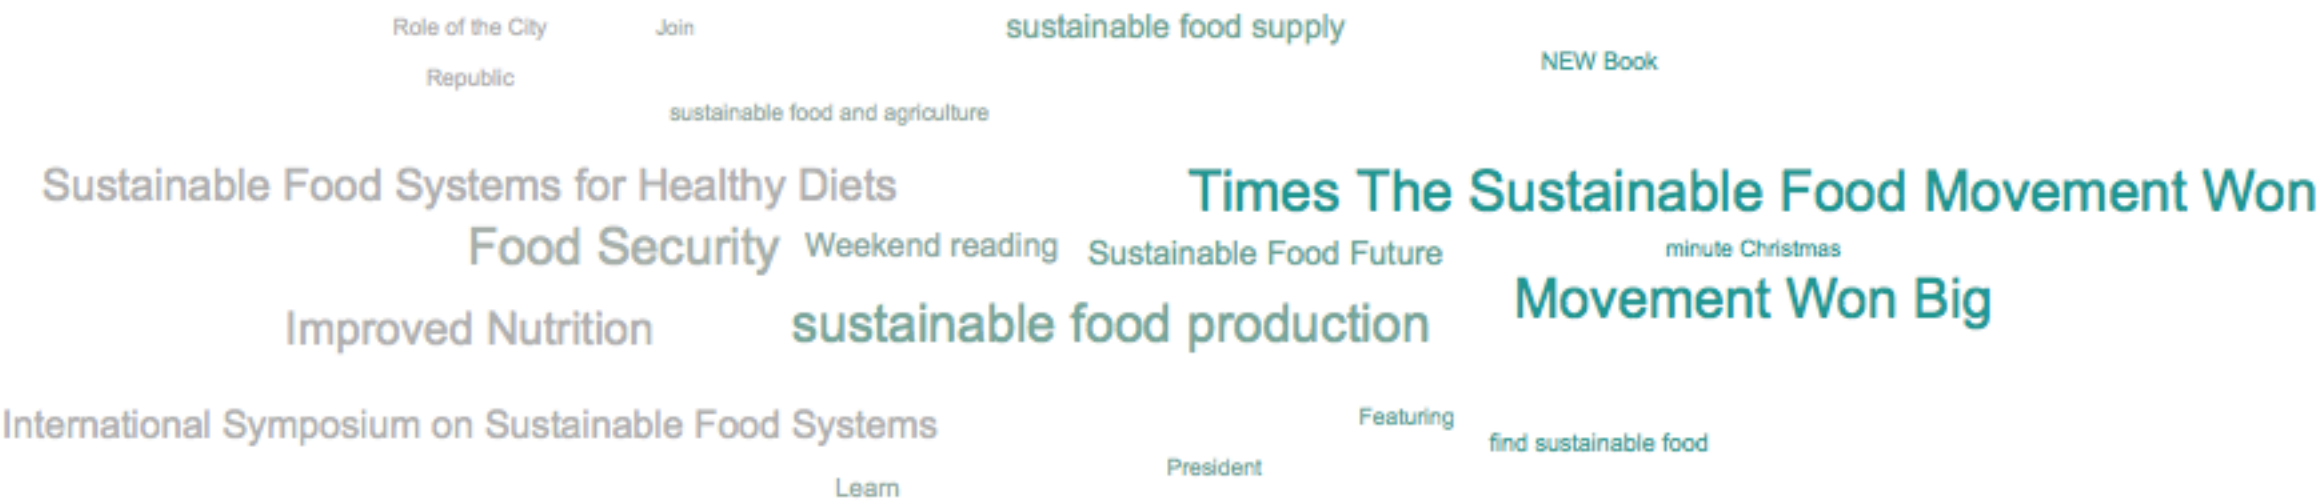 Role of the City
Join
sustainable food supply
NEW Book
Republic
sustainable food and agriculture
Sustainable Food Systems for Healthy Diets
Times The Sustainable Food Movement Won
Food Security
Weekend reading
Sustainable Food Future
minute Christmas
Movement Won Big
Improved Nutrition
sustainable food production
International Symposium on Sustainable Food Systems
Featuring
find sustainable food
President
Learn